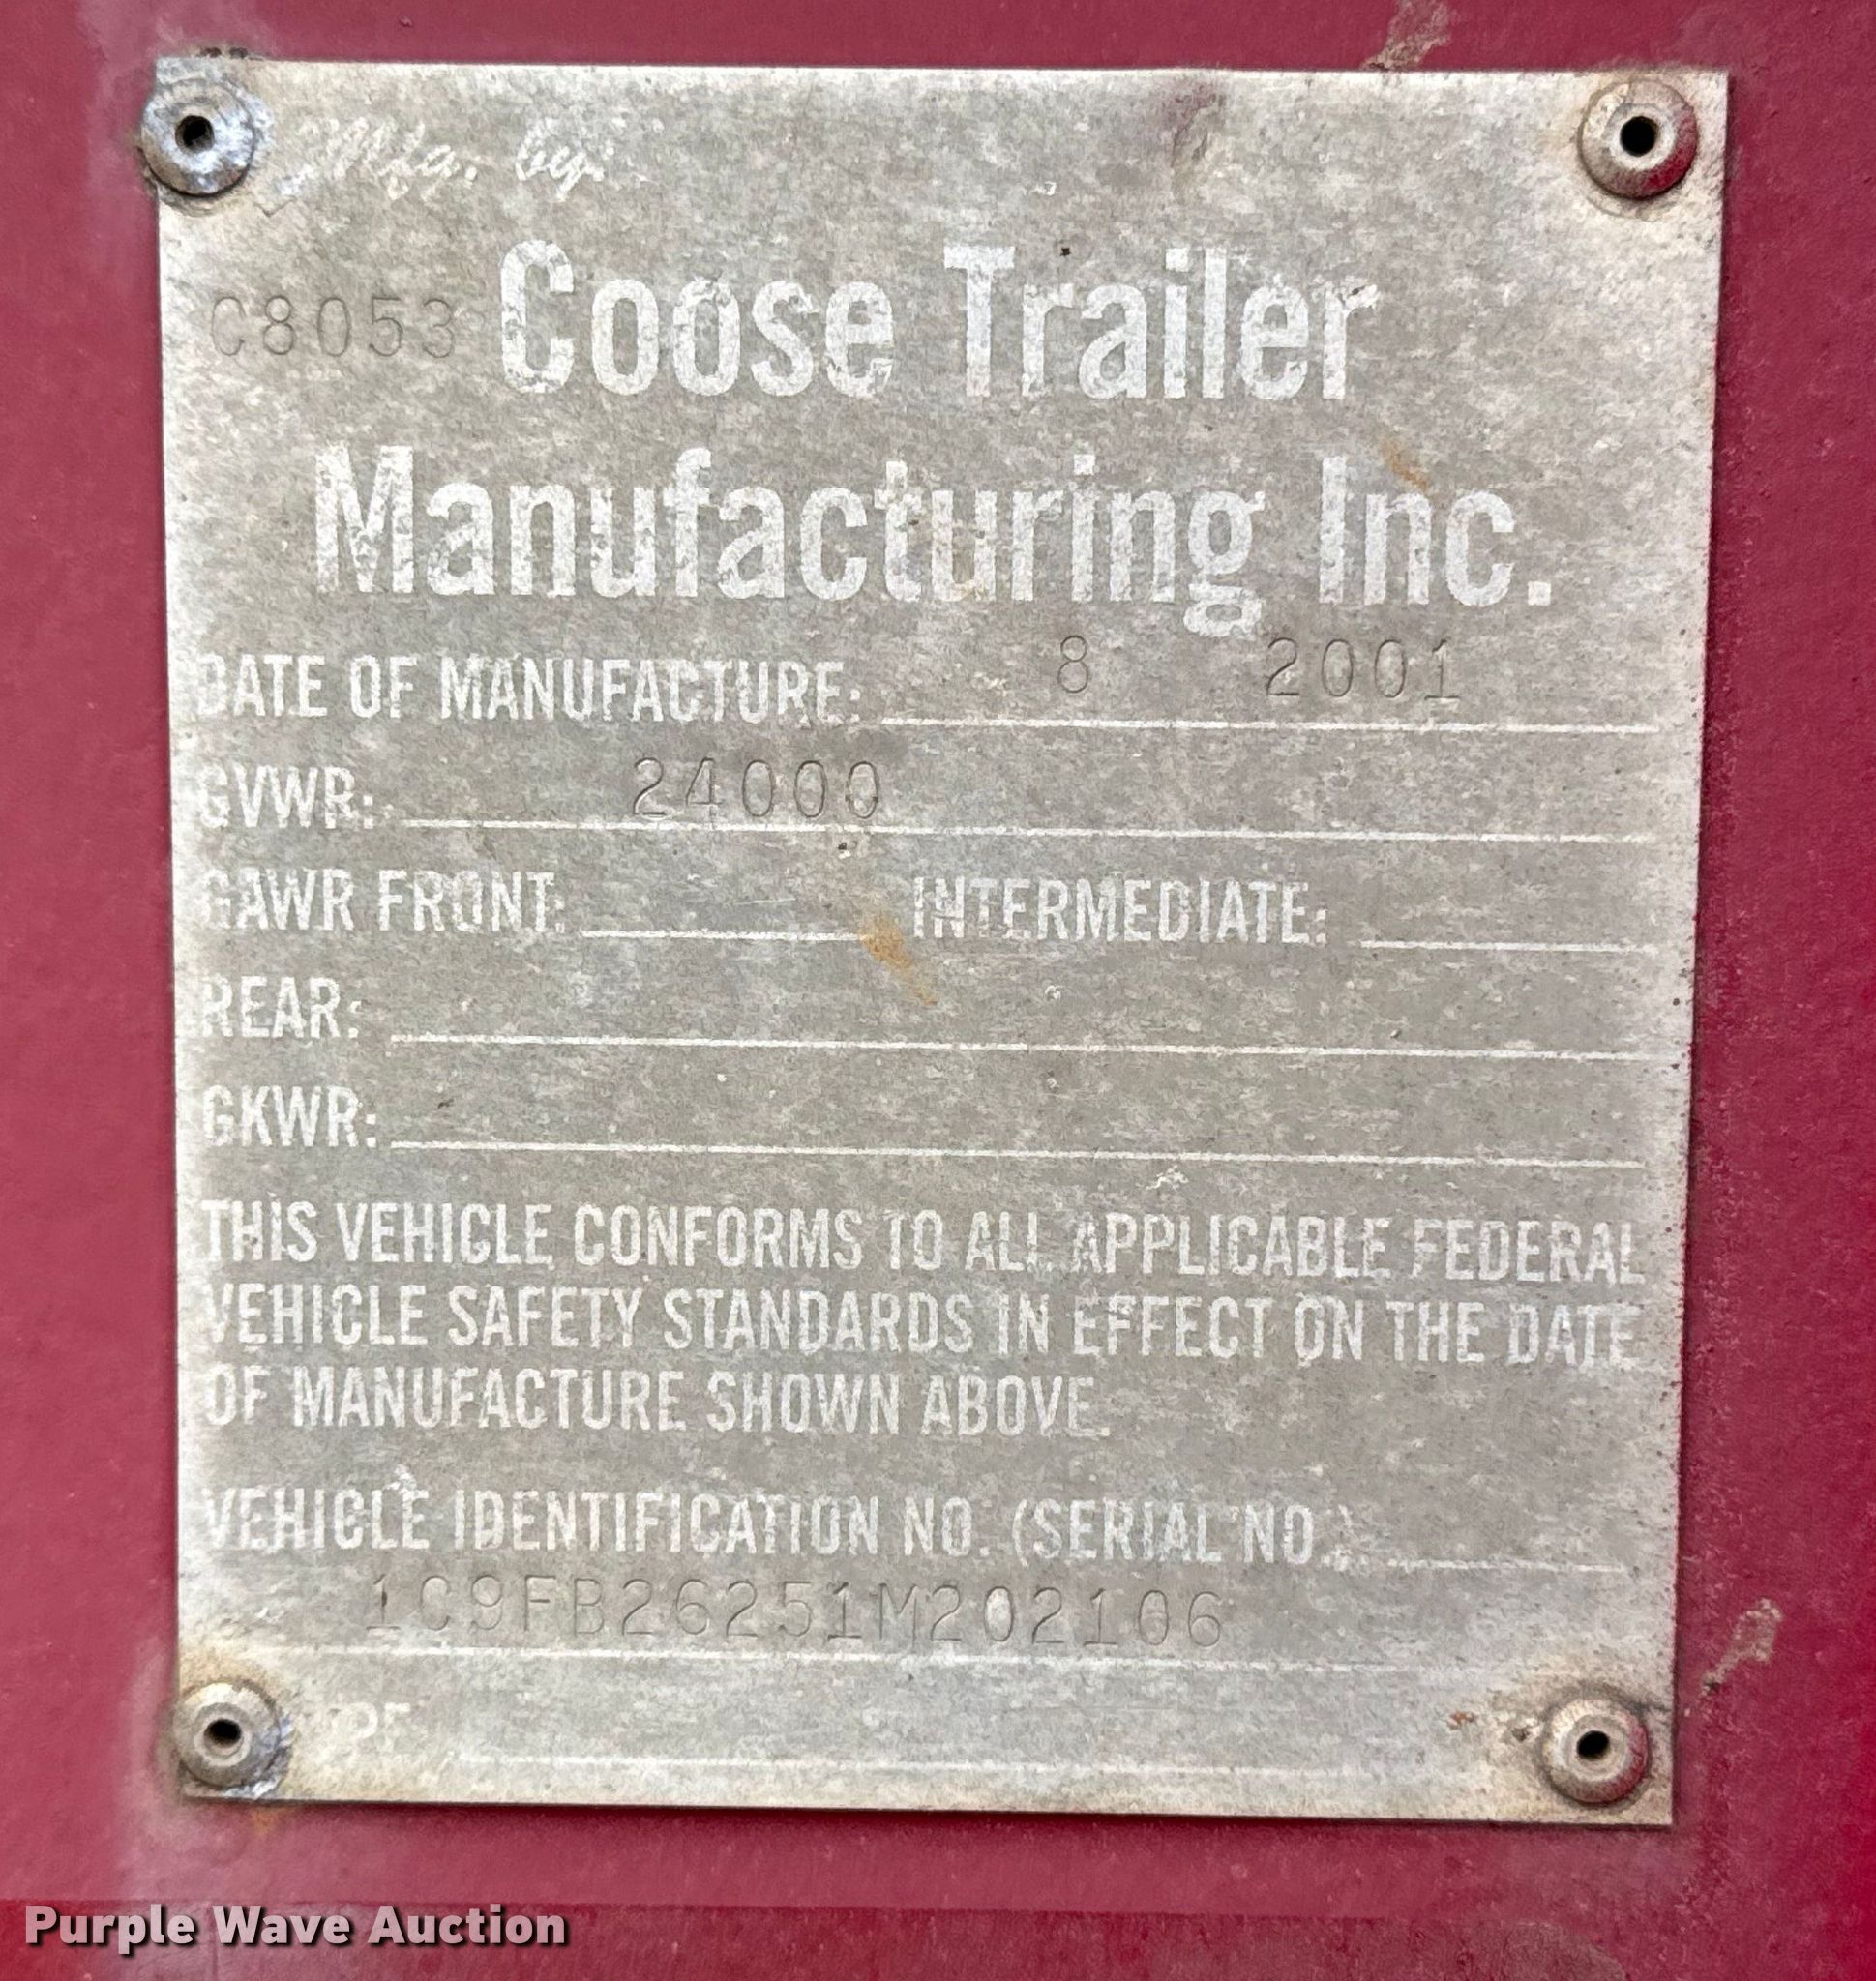 Mfg. by:
C8053 Coose Trailer
Manufacturing Inc.
DATE OF MANUFACTURE: 8 2001
GVWR: 24000
GAWR FRONT: INTERMEDIATE:
REAR:
GKWR:
THIS VEHICLE CONFORMS TO ALL APPLICABLE FEDERAL
VEHICLE SAFETY STANDARDS IN EFFECT ON THE DATE
OF MANUFACTURE SHOWN ABOVE.
VEHICLE IDENTIFICATION NO. (SERIAL NO.)
1C9FB26251M202106
Purple Wave Auction